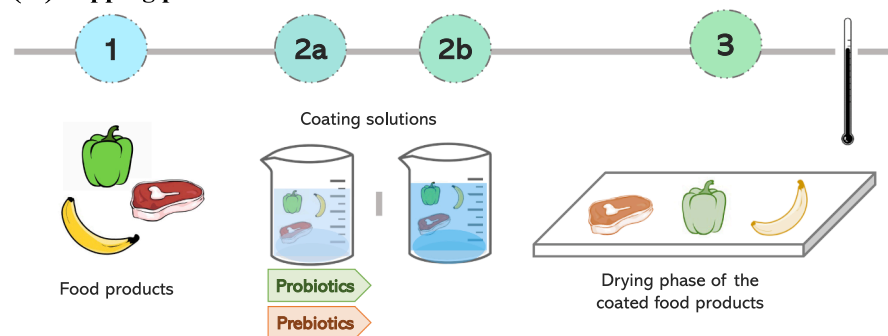 1
2a
2b
3
Coating solutions
Food products
Probiotics
Prebiotics
Drying phase of the
coated food products